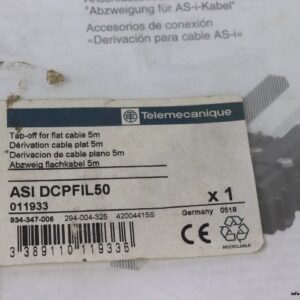 "Abzweigung für AS-i-Kabel"
Accesorios de conexión
«Derivación para cable AS-i»
Telemecanique
Tap-off for flat cable 5m
Dérivation cable plat 5m
Derivacion de cable plano 5m
Abzweig flachkabel 5m
ASI DCPFIL50
011933
x 1
934-347-006 294-004-325 42004415S
Germany 0518
3 389110 119336